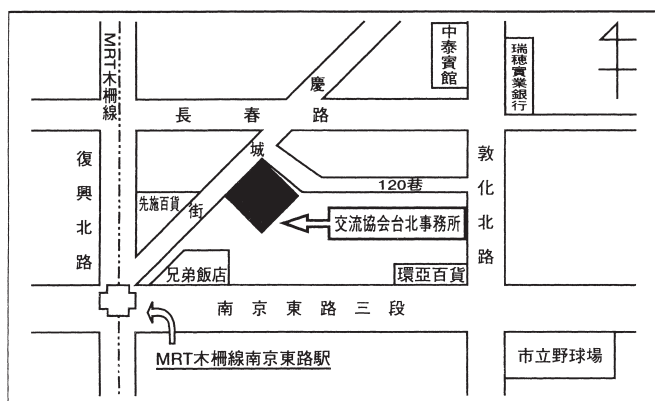 MRT木柵線
中泰賓館
瑞穂實業銀行
慶城街
長春路
復興北路
敦化北路
120巷
先施百貨
交流協会台北事務所
兄弟飯店
環亞百貨
南京東路三段
MRT木柵線南京東路駅
市立野球場